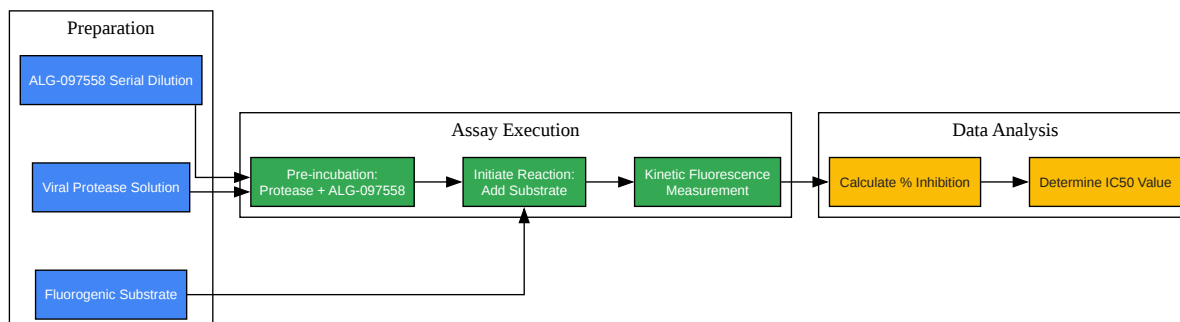 Preparation
ALG-097558 Serial Dilution
Viral Protease Solution
Fluorogenic Substrate
Assay Execution
Pre-incubation:
Protease + ALG-097558
Initiate Reaction:
Add Substrate
Kinetic Fluorescence
Measurement
Data Analysis
Calculate % Inhibition
Determine IC50 Value